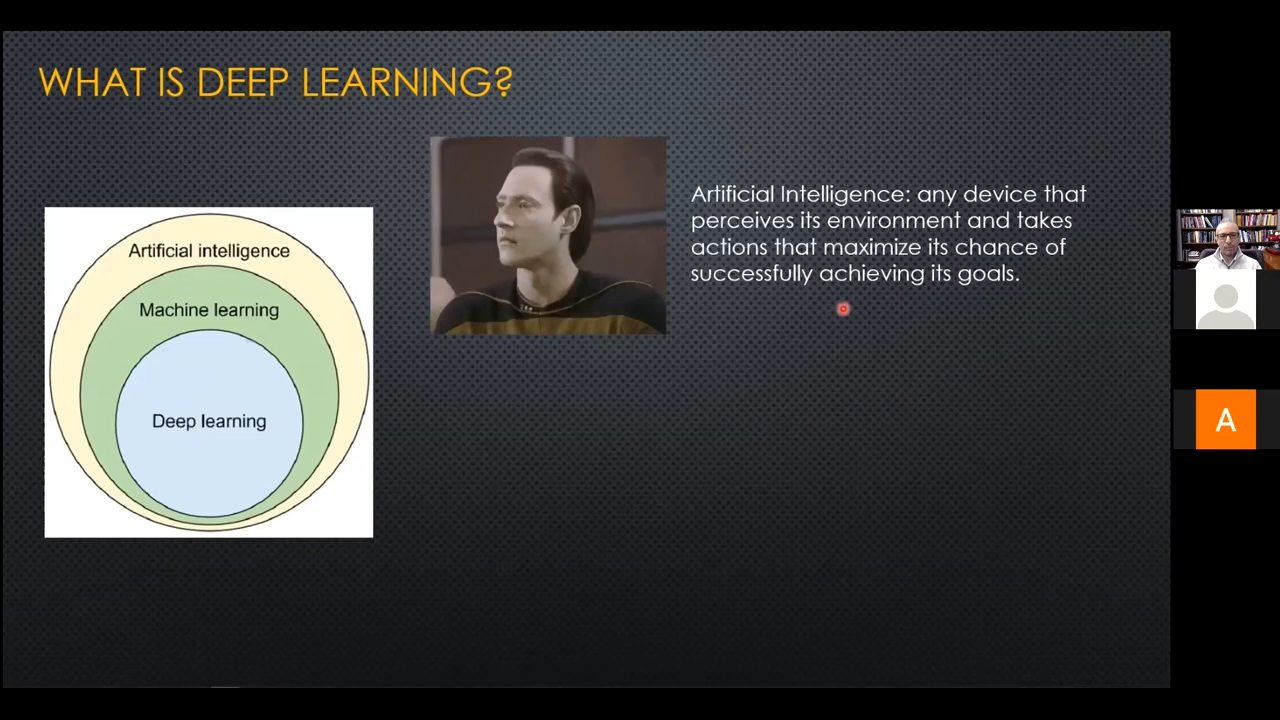 WHAT IS DEEP LEARNING?
Artificial intelligence
Machine learning
Deep learning
Artificial Intelligence: any device that
perceives its environment and takes
actions that maximize its chance of
successfully achieving its goals.
A